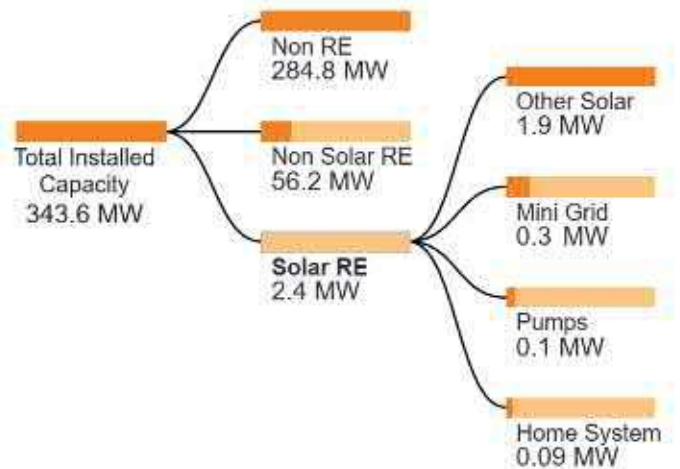 Total Installed
Capacity
343.6 MW
Non RE
284.8 MW
Non Solar RE
56.2 MW
Solar RE
2.4 MW
Other Solar
1.9 MW
Mini Grid
0.3 MW
Pumps
0.1 MW
Home System
0.09 MW